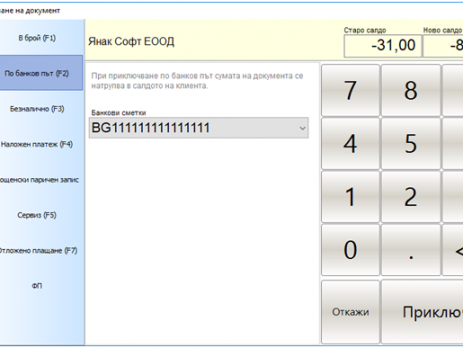 ване на документ
В брой (F1)
По банков път (F2)
Безналично (F3)
Наложен платеж (F4)
ощенски паричен запис
Сервиз (F5)
Отложено плащане (F7)
ФП
Янак Софт ЕООД
Старо салдо
-31,00
Ново салдо
-8
При приключване по банков път сумата на документа се
натрупва в салдото на клиента.
Банкови сметки
BG111111111111111
7 8
4 5
1 2
0 . <
Откажи
Приключ